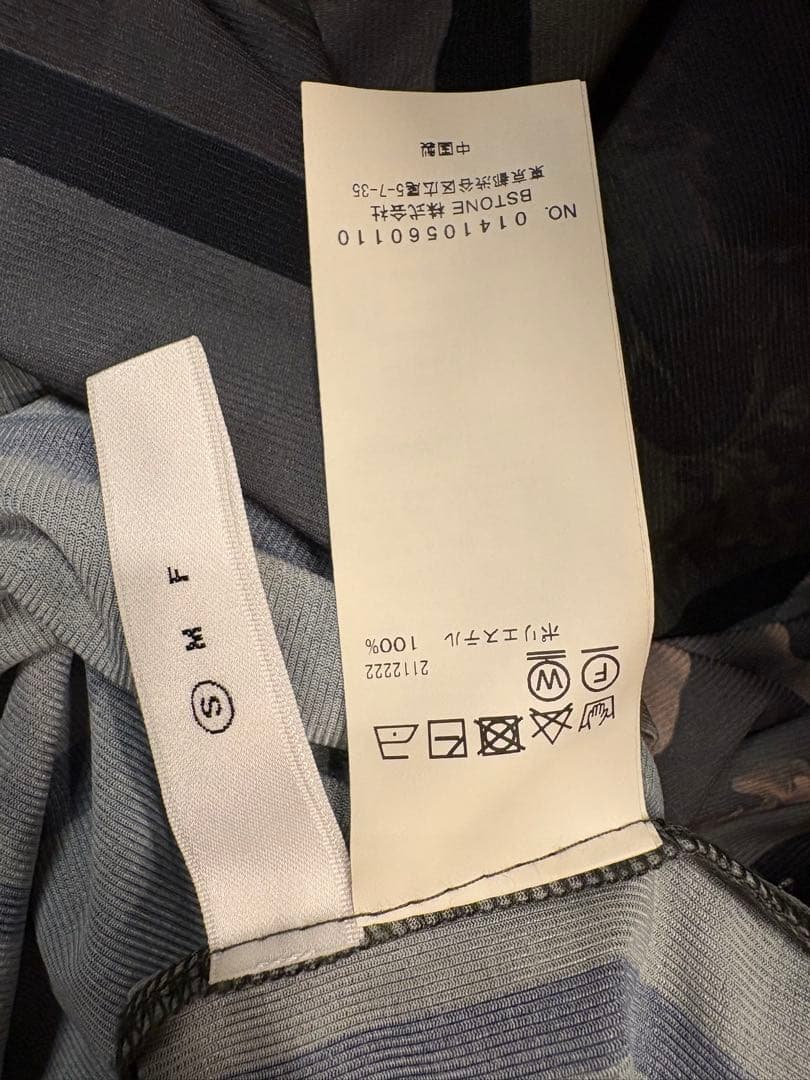 F
M
S
F
W
2112222
ポリエステル 100%
NO. 01410560110
BSTONE 株式会社
東京都渋谷区広尾5-7-35
中国製